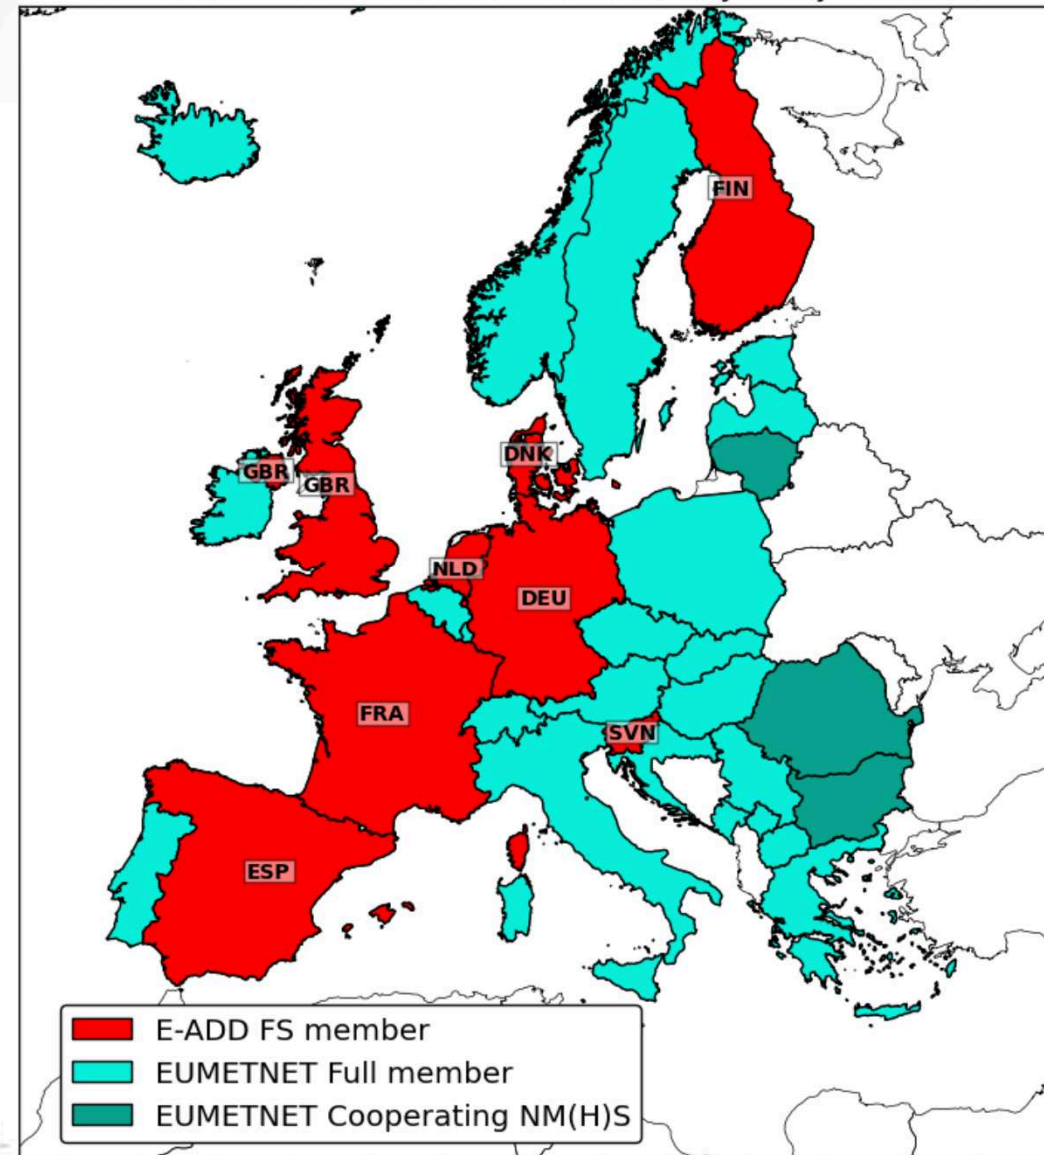 FIN
DNK
GBR
GBR
NLD
DEU
FRA
SVN
ESP
E-ADD FS member
EUMETNET Full member
EUMETNET Cooperating NM(H)S